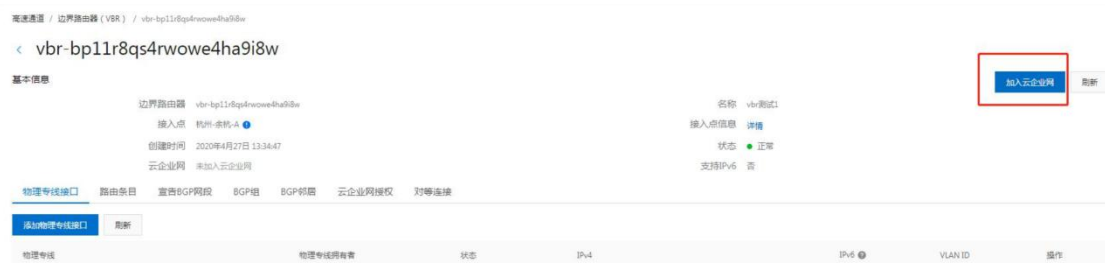 高速通道 / 边界路由器（VBR） / vbr-bp11r8qs4rwowe4ha9i8w
< vbr-bp11r8qs4rwowe4ha9i8w
基本信息 加入云企业网 刷新
边界路由器 vbr-bp11r8qs4rwowe4ha9i8w 名称 vbr测试1
接入点 杭州-余杭-A 接入点信息 详情
创建时间 2020年4月27日 13:34:47 状态 正常
云企业网 未加入云企业网 支持IPv6 否
物理专线接口 路由条目 宣告BGP网段 BGP组 BGP邻居 云企业网授权 对等连接
添加物理专线接口 刷新
物理专线 物理专线拥有者 状态 IPv4 IPv6 VLAN ID 操作